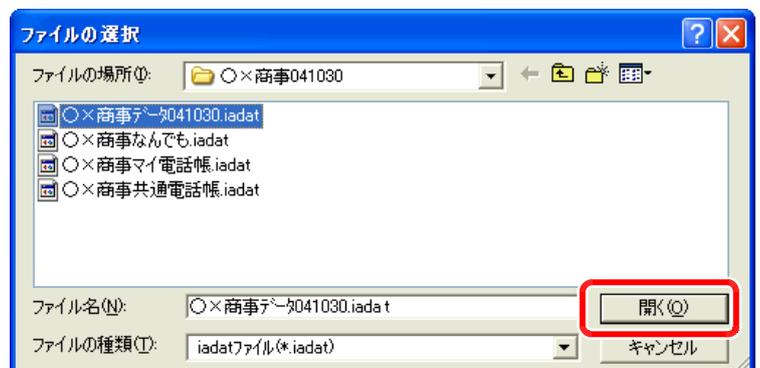 ファイルの選択
ファイルの場所(I): 〇×商事041030
〇×商事ﾃﾞｰﾀ041030.iadat
〇×商事なんでも.iadat
〇×商事マイ電話帳.iadat
〇×商事共通電話帳.iadat
ファイル名(N): 〇×商事ﾃﾞｰﾀ041030.iadat 開く(O)
ファイルの種類(T): iadatファイル(*.iadat) キャンセル